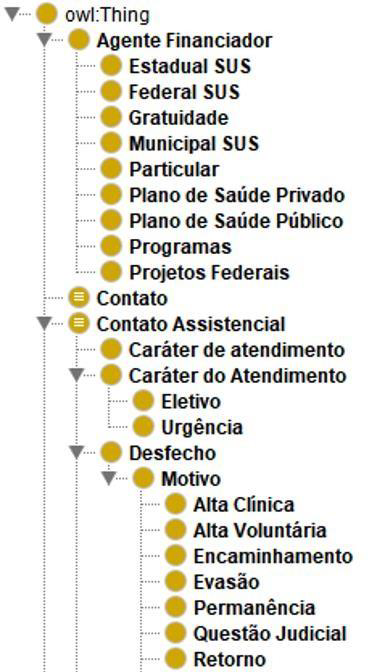 owl:Thing
Agente Financiador
Estadual SUS
Federal SUS
Gratuidade
Municipal SUS
Particular
Plano de Saúde Privado
Plano de Saúde Público
Programas
Projetos Federais
Contato
Contato Assistencial
Caráter de atendimento
Caráter do Atendimento
Eletivo
Urgência
Desfecho
Motivo
Alta Clínica
Alta Voluntária
Encaminhamento
Evasão
Permanência
Questão Judicial
Retorno